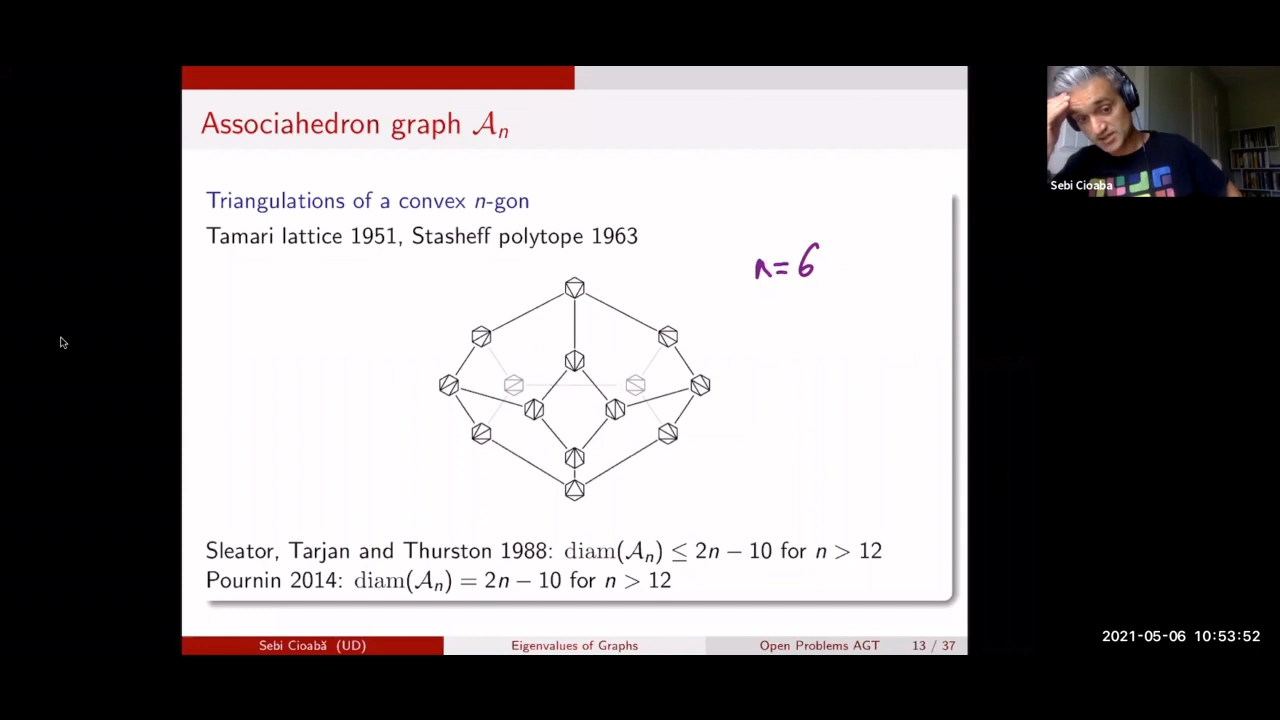 Associahedron graph 𝒜ₙ
Triangulations of a convex n-gon
Tamari lattice 1951, Stasheff polytope 1963
n = 6
Sleator, Tarjan and Thurston 1988: diam(𝒜ₙ) ≤ 2n − 10 for n > 12
Pournin 2014: diam(𝒜ₙ) = 2n − 10 for n > 12
Sebi Cioabă (UD) Eigenvalues of Graphs Open Problems AGT 13 / 37
Sebi Cioaba
2021-05-06 10:53:52